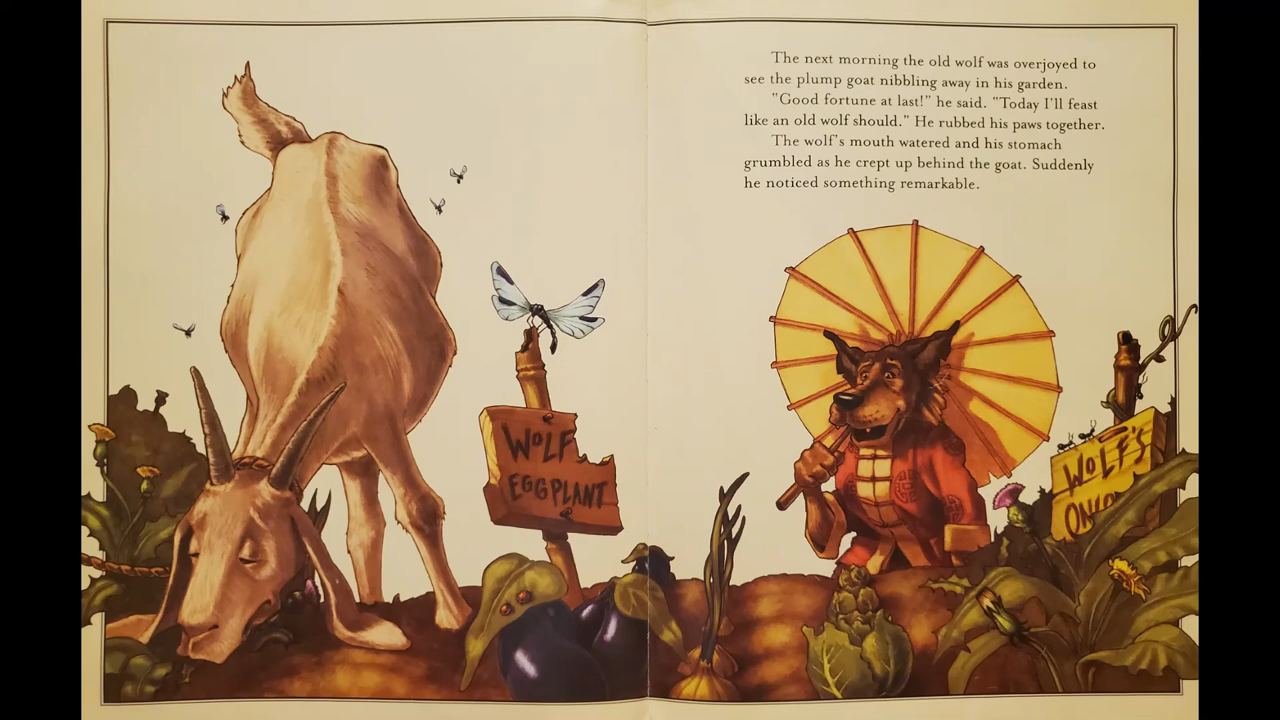 The next morning the old wolf was overjoyed to
see the plump goat nibbling away in his garden.
"Good fortune at last!" he said. "Today I'll feast
like an old wolf should." He rubbed his paws together.
The wolf's mouth watered and his stomach
grumbled as he crept up behind the goat. Suddenly
he noticed something remarkable.
WOLF
EGGPLANT
WOLF'S